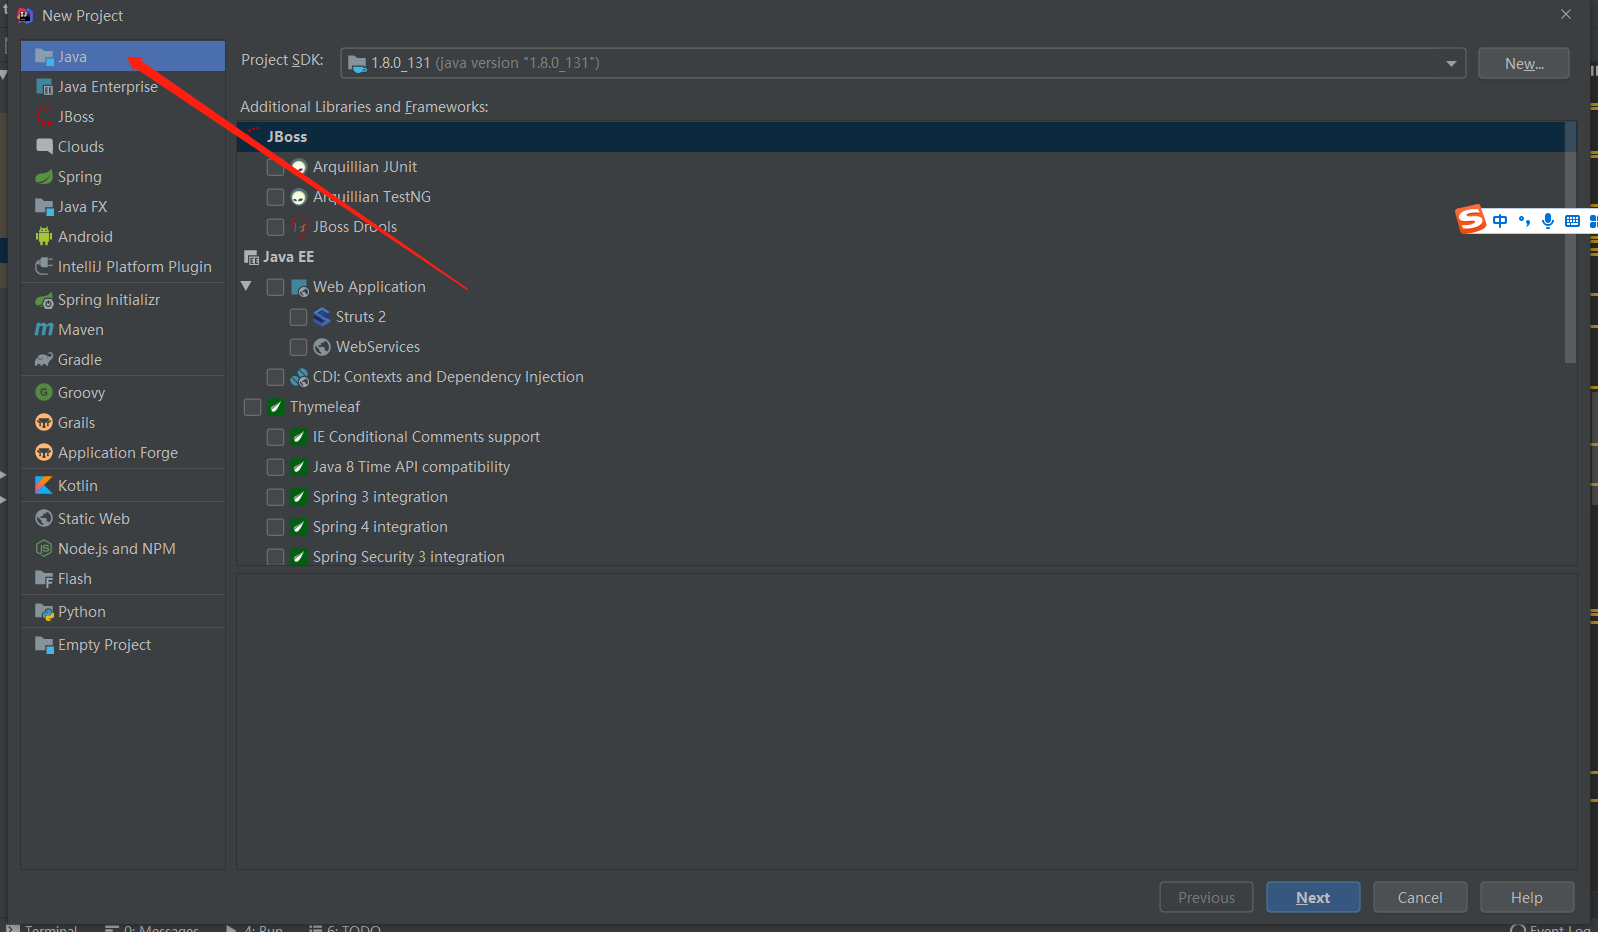 New Project
Java
Java Enterprise
JBoss
Clouds
Spring
Java FX
Android
IntelliJ Platform Plugin
Spring Initializr
Maven
Gradle
Groovy
Grails
Application Forge
Kotlin
Static Web
Node.js and NPM
Flash
Python
Empty Project
Project SDK:
1.8.0_131 (java version "1.8.0_131")
New...
Additional Libraries and Frameworks:
JBoss
Arquillian JUnit
Arquillian TestNG
JBoss Drools
Java EE
Web Application
Struts 2
WebServices
CDI: Contexts and Dependency Injection
Thymeleaf
IE Conditional Comments support
Java 8 Time API compatibility
Spring 3 integration
Spring 4 integration
Spring Security 3 integration
中
Previous
Next
Cancel
Help
Terminal
0: Messages
4: Run
6: TODO
Event Log